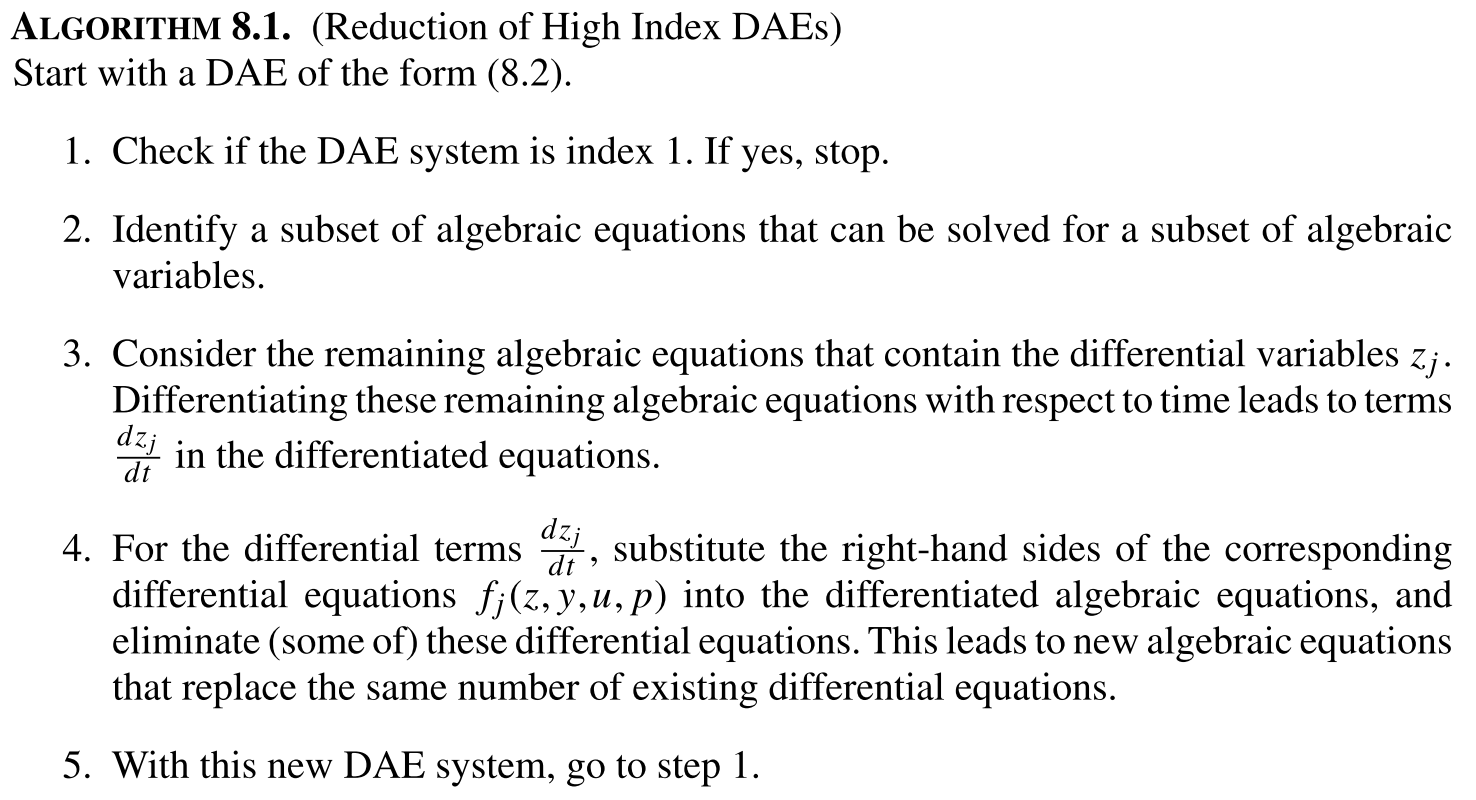 ALGORITHM 8.1. (Reduction of High Index DAEs)
Start with a DAE of the form (8.2).
1. Check if the DAE system is index 1. If yes, stop.
2. Identify a subset of algebraic equations that can be solved for a subset of algebraic
variables.
3. Consider the remaining algebraic equations that contain the differential variables z_j.
Differentiating these remaining algebraic equations with respect to time leads to terms
dz_j/dt in the differentiated equations.
4. For the differential terms dz_j/dt, substitute the right-hand sides of the corresponding
differential equations f_j(z, y, u, p) into the differentiated algebraic equations, and
eliminate (some of) these differential equations. This leads to new algebraic equations
that replace the same number of existing differential equations.
5. With this new DAE system, go to step 1.